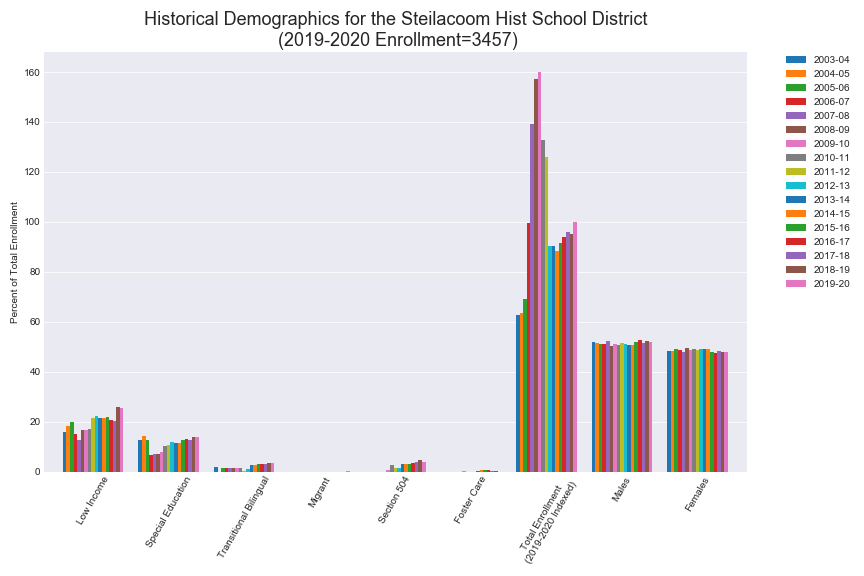 Historical Demographics for the Steilacoom Hist School District
(2019-2020 Enrollment=3457)
Percent of Total Enrollment
160
140
120
100
80
60
40
20
0
Low Income
Special Education
Transitional Bilingual
Migrant
Section 504
Foster Care
Total Enrollment
(2019-2020 Indexed)
Males
Females
2003-04
2004-05
2005-06
2006-07
2007-08
2008-09
2009-10
2010-11
2011-12
2012-13
2013-14
2014-15
2015-16
2016-17
2017-18
2018-19
2019-20